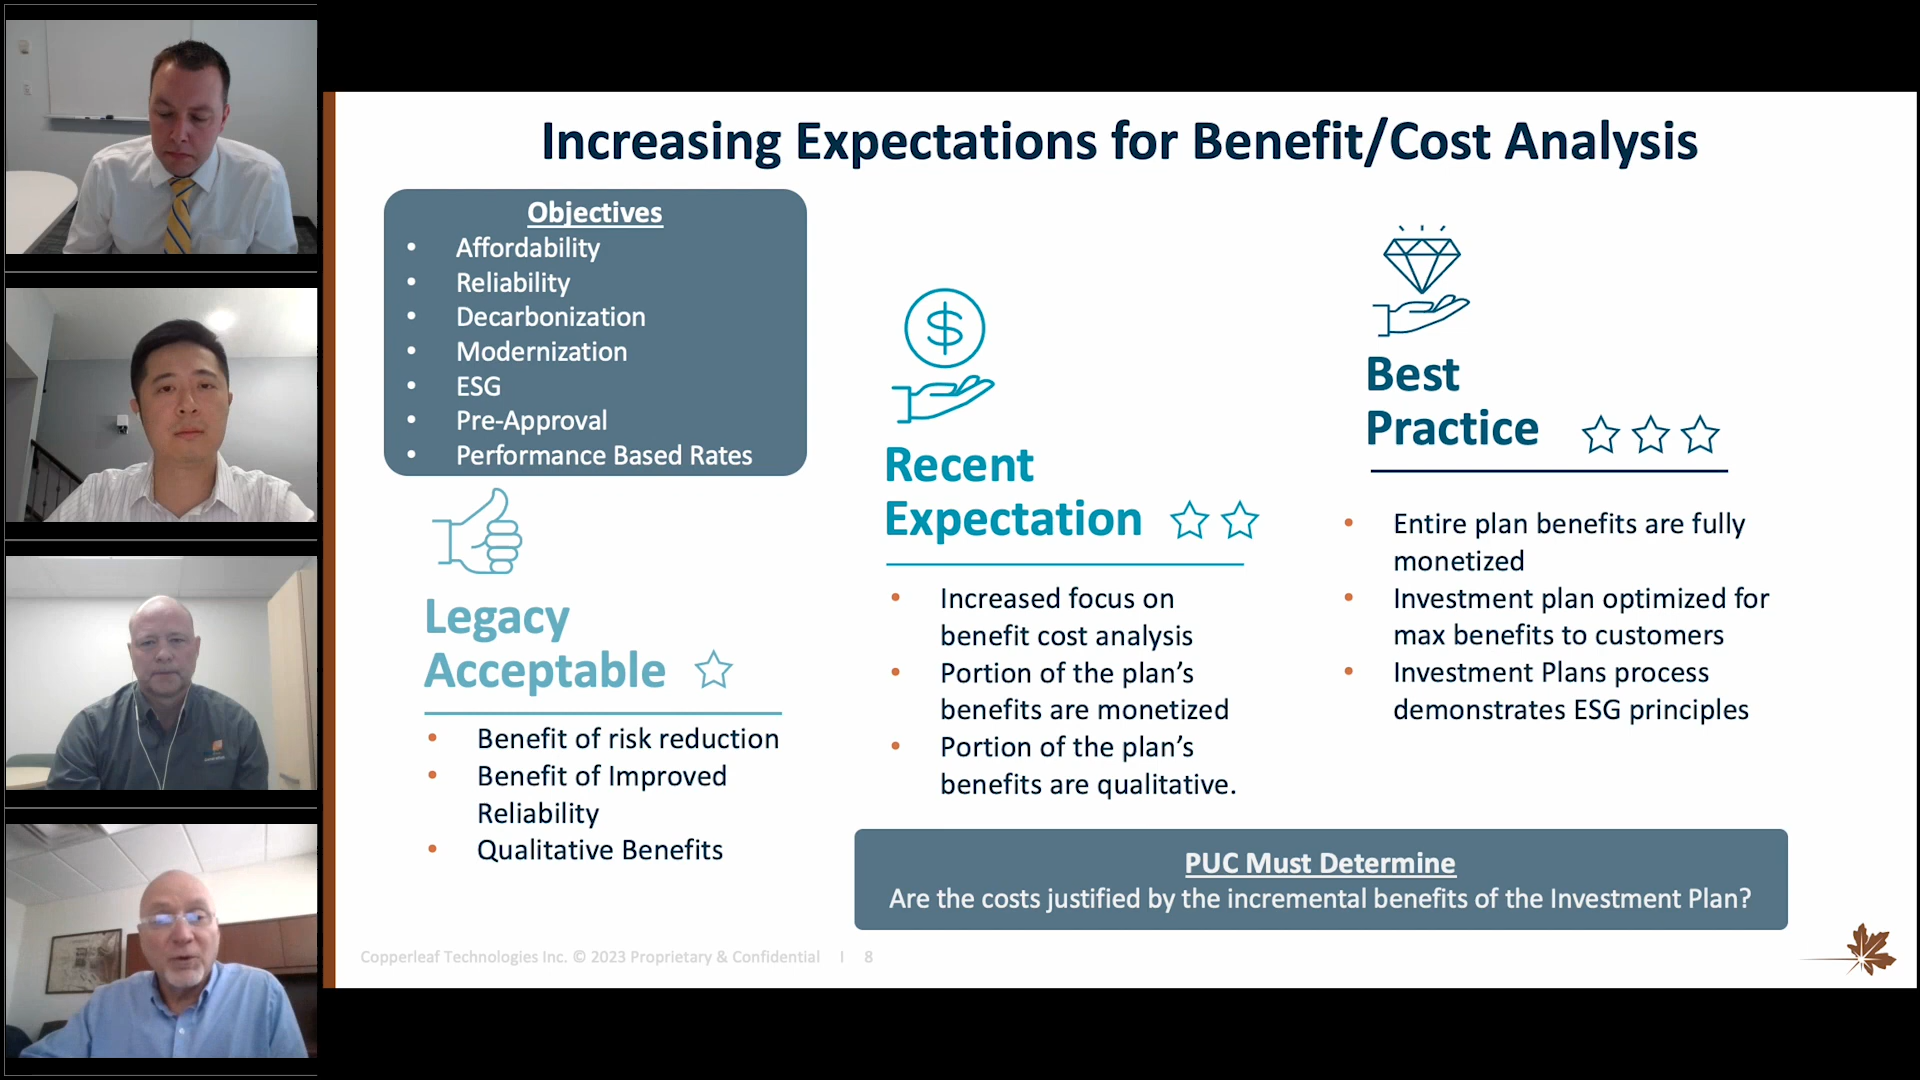 Increasing Expectations for Benefit/Cost Analysis
Objectives
• Affordability
• Reliability
• Decarbonization
• Modernization
• ESG
• Pre-Approval
• Performance Based Rates
Legacy
Acceptable
• Benefit of risk reduction
• Benefit of Improved
Reliability
• Qualitative Benefits
Recent
Expectation
• Increased focus on
benefit cost analysis
• Portion of the plan’s
benefits are monetized
• Portion of the plan’s
benefits are qualitative.
Best
Practice
• Entire plan benefits are fully
monetized
• Investment plan optimized for
max benefits to customers
• Investment Plans process
demonstrates ESG principles
PUC Must Determine
Are the costs justified by the incremental benefits of the Investment Plan?
Copperleaf Technologies Inc. © 2023 Proprietary & Confidential | 8